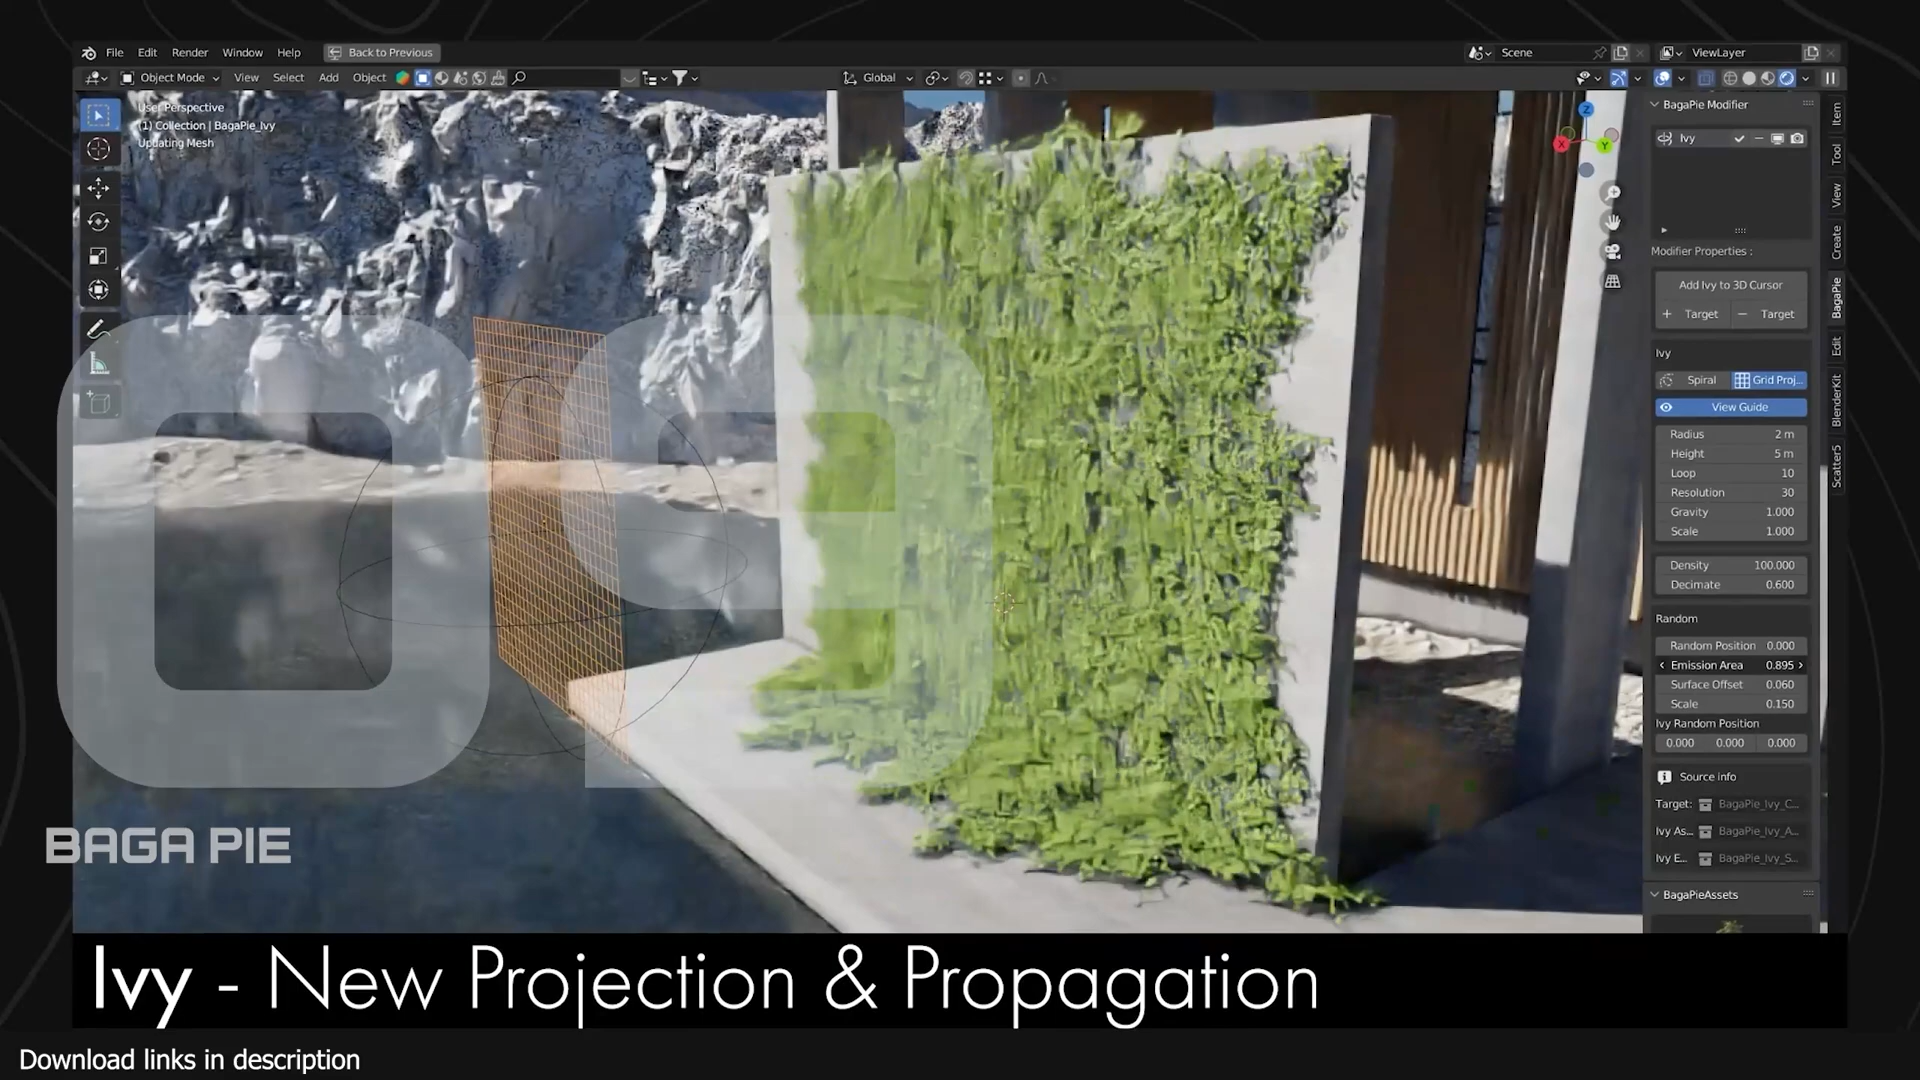 File Edit Render Window Help Back to Previous Scene ViewLayer
Object Mode View Select Add Object Global
User Perspective
(1) Collection | BagaPie_Ivy
Updating Mesh
Z
X
Y
BagaPie Modifier
Ivy
Modifier Properties :
Add Ivy to 3D Cursor
+ Target − Target
Ivy
Spiral Grid Proj...
View Guide
Radius 2 m
Height 5 m
Loop 10
Resolution 30
Gravity 1.000
Scale 1.000
Density 100.000
Decimate 0.600
Random
Random Position 0.000
Emission Area 0.895
Surface Offset 0.060
Scale 0.150
Ivy Random Position
0.000 0.000 0.000
Source info
Target: BagaPie_Ivy_C...
Ivy As... BagaPie_Ivy_A...
Ivy E... BagaPie_Ivy_S...
BagaPieAssets
Item
Tool
View
Create
BagaPie
Edit
BlenderKit
Scatter5
09
BAGA PIE
Ivy - New Projection & Propagation
Download links in description